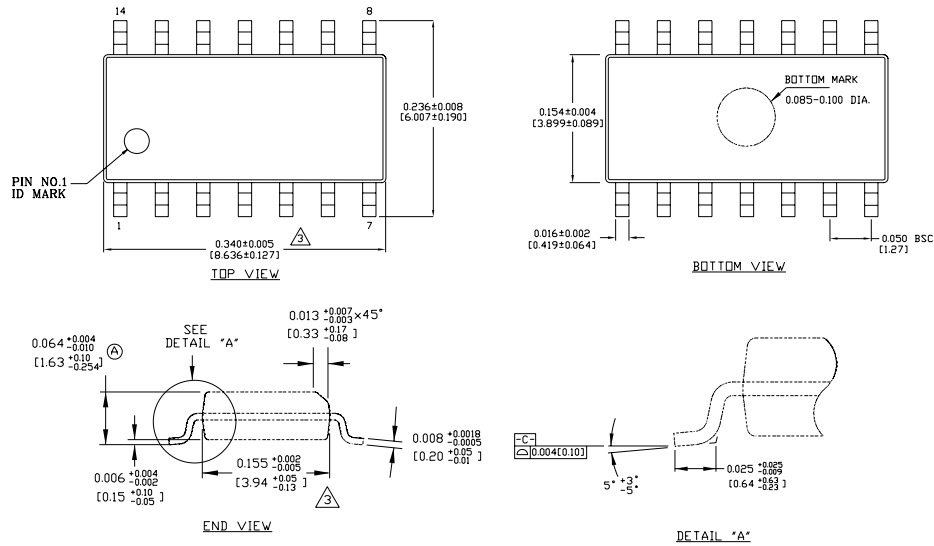 14
8
0.236±0.008
[6.007±0.190]
PIN NO.1
ID MARK
1
7
0.340±0.005
[8.636±0.127]
3
TOP VIEW
BOTTOM MARK
0.085-0.100 DIA.
0.154±0.004
[3.899±0.089]
0.016±0.002
[0.419±0.064]
0.050 BSC
[1.27]
BOTTOM VIEW
0.064 +0.004 -0.010
[1.63 +0.10 -0.254]
A
SEE
DETAIL "A"
0.013 +0.007 -0.003 ×45°
[0.33 +0.17 -0.08 ]
0.006 +0.004 -0.002
[0.15 +0.10 -0.05 ]
0.155 +0.002 -0.005
[3.94 +0.05 -0.13 ]
3
0.008 +0.0018 -0.0005
[0.20 +0.05 -0.01 ]
END VIEW
-C-
0.004[0.10]
5° +3° -5°
0.025 +0.025 -0.009
[0.64 +0.63 -0.23 ]
DETAIL "A"